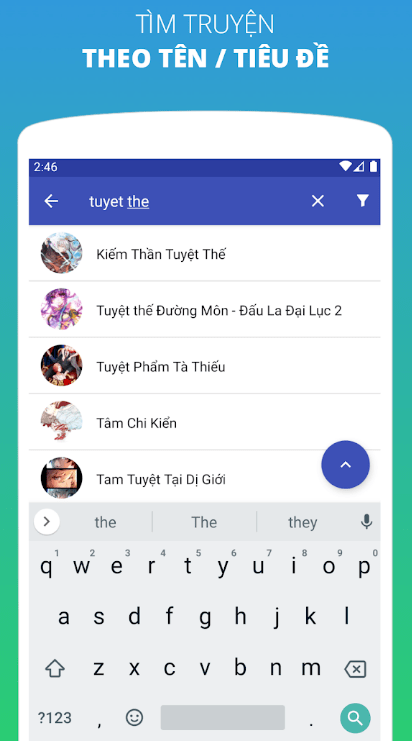 TÌM TRUYỆN
THEO TÊN / TIÊU ĐỀ
2:46
tuyet the
Kiếm Thần Tuyệt Thế
Tuyệt thế Đường Môn - Đấu La Đại Lục 2
Tuyệt Phẩm Tà Thiếu
Tâm Chi Kiển
Tam Tuyệt Tại Dị Giới
the The they
1 2 3 4 5 6 7 8 9 0
q w e r t y u i o p
a s d f g h j k l
z x c v b n m
?123 , .